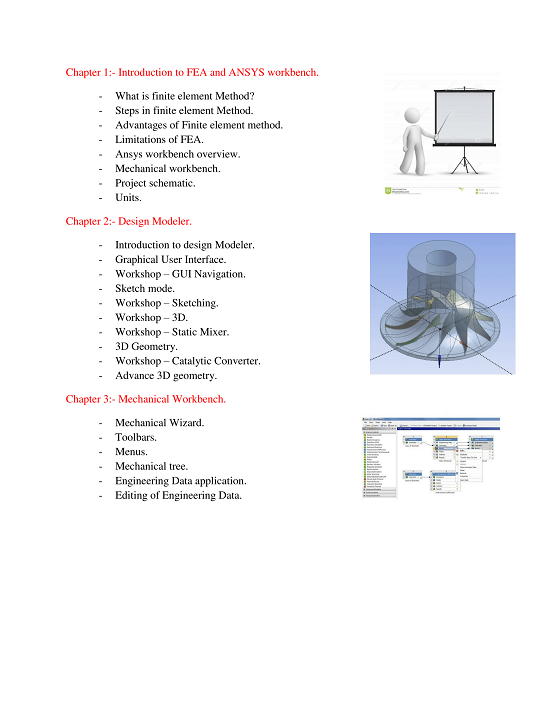 Chapter 1:- Introduction to FEA and ANSYS workbench.
- What is finite element Method?
- Steps in finite element Method.
- Advantages of Finite element method.
- Limitations of FEA.
- Ansys workbench overview.
- Mechanical workbench.
- Project schematic.
- Units.
Chapter 2:- Design Modeler.
- Introduction to design Modeler.
- Graphical User Interface.
- Workshop – GUI Navigation.
- Sketch mode.
- Workshop – Sketching.
- Workshop – 3D.
- Workshop – Static Mixer.
- 3D Geometry.
- Workshop – Catalytic Converter.
- Advance 3D geometry.
Chapter 3:- Mechanical Workbench.
- Mechanical Wizard.
- Toolbars.
- Menus.
- Mechanical tree.
- Engineering Data application.
- Editing of Engineering Data.